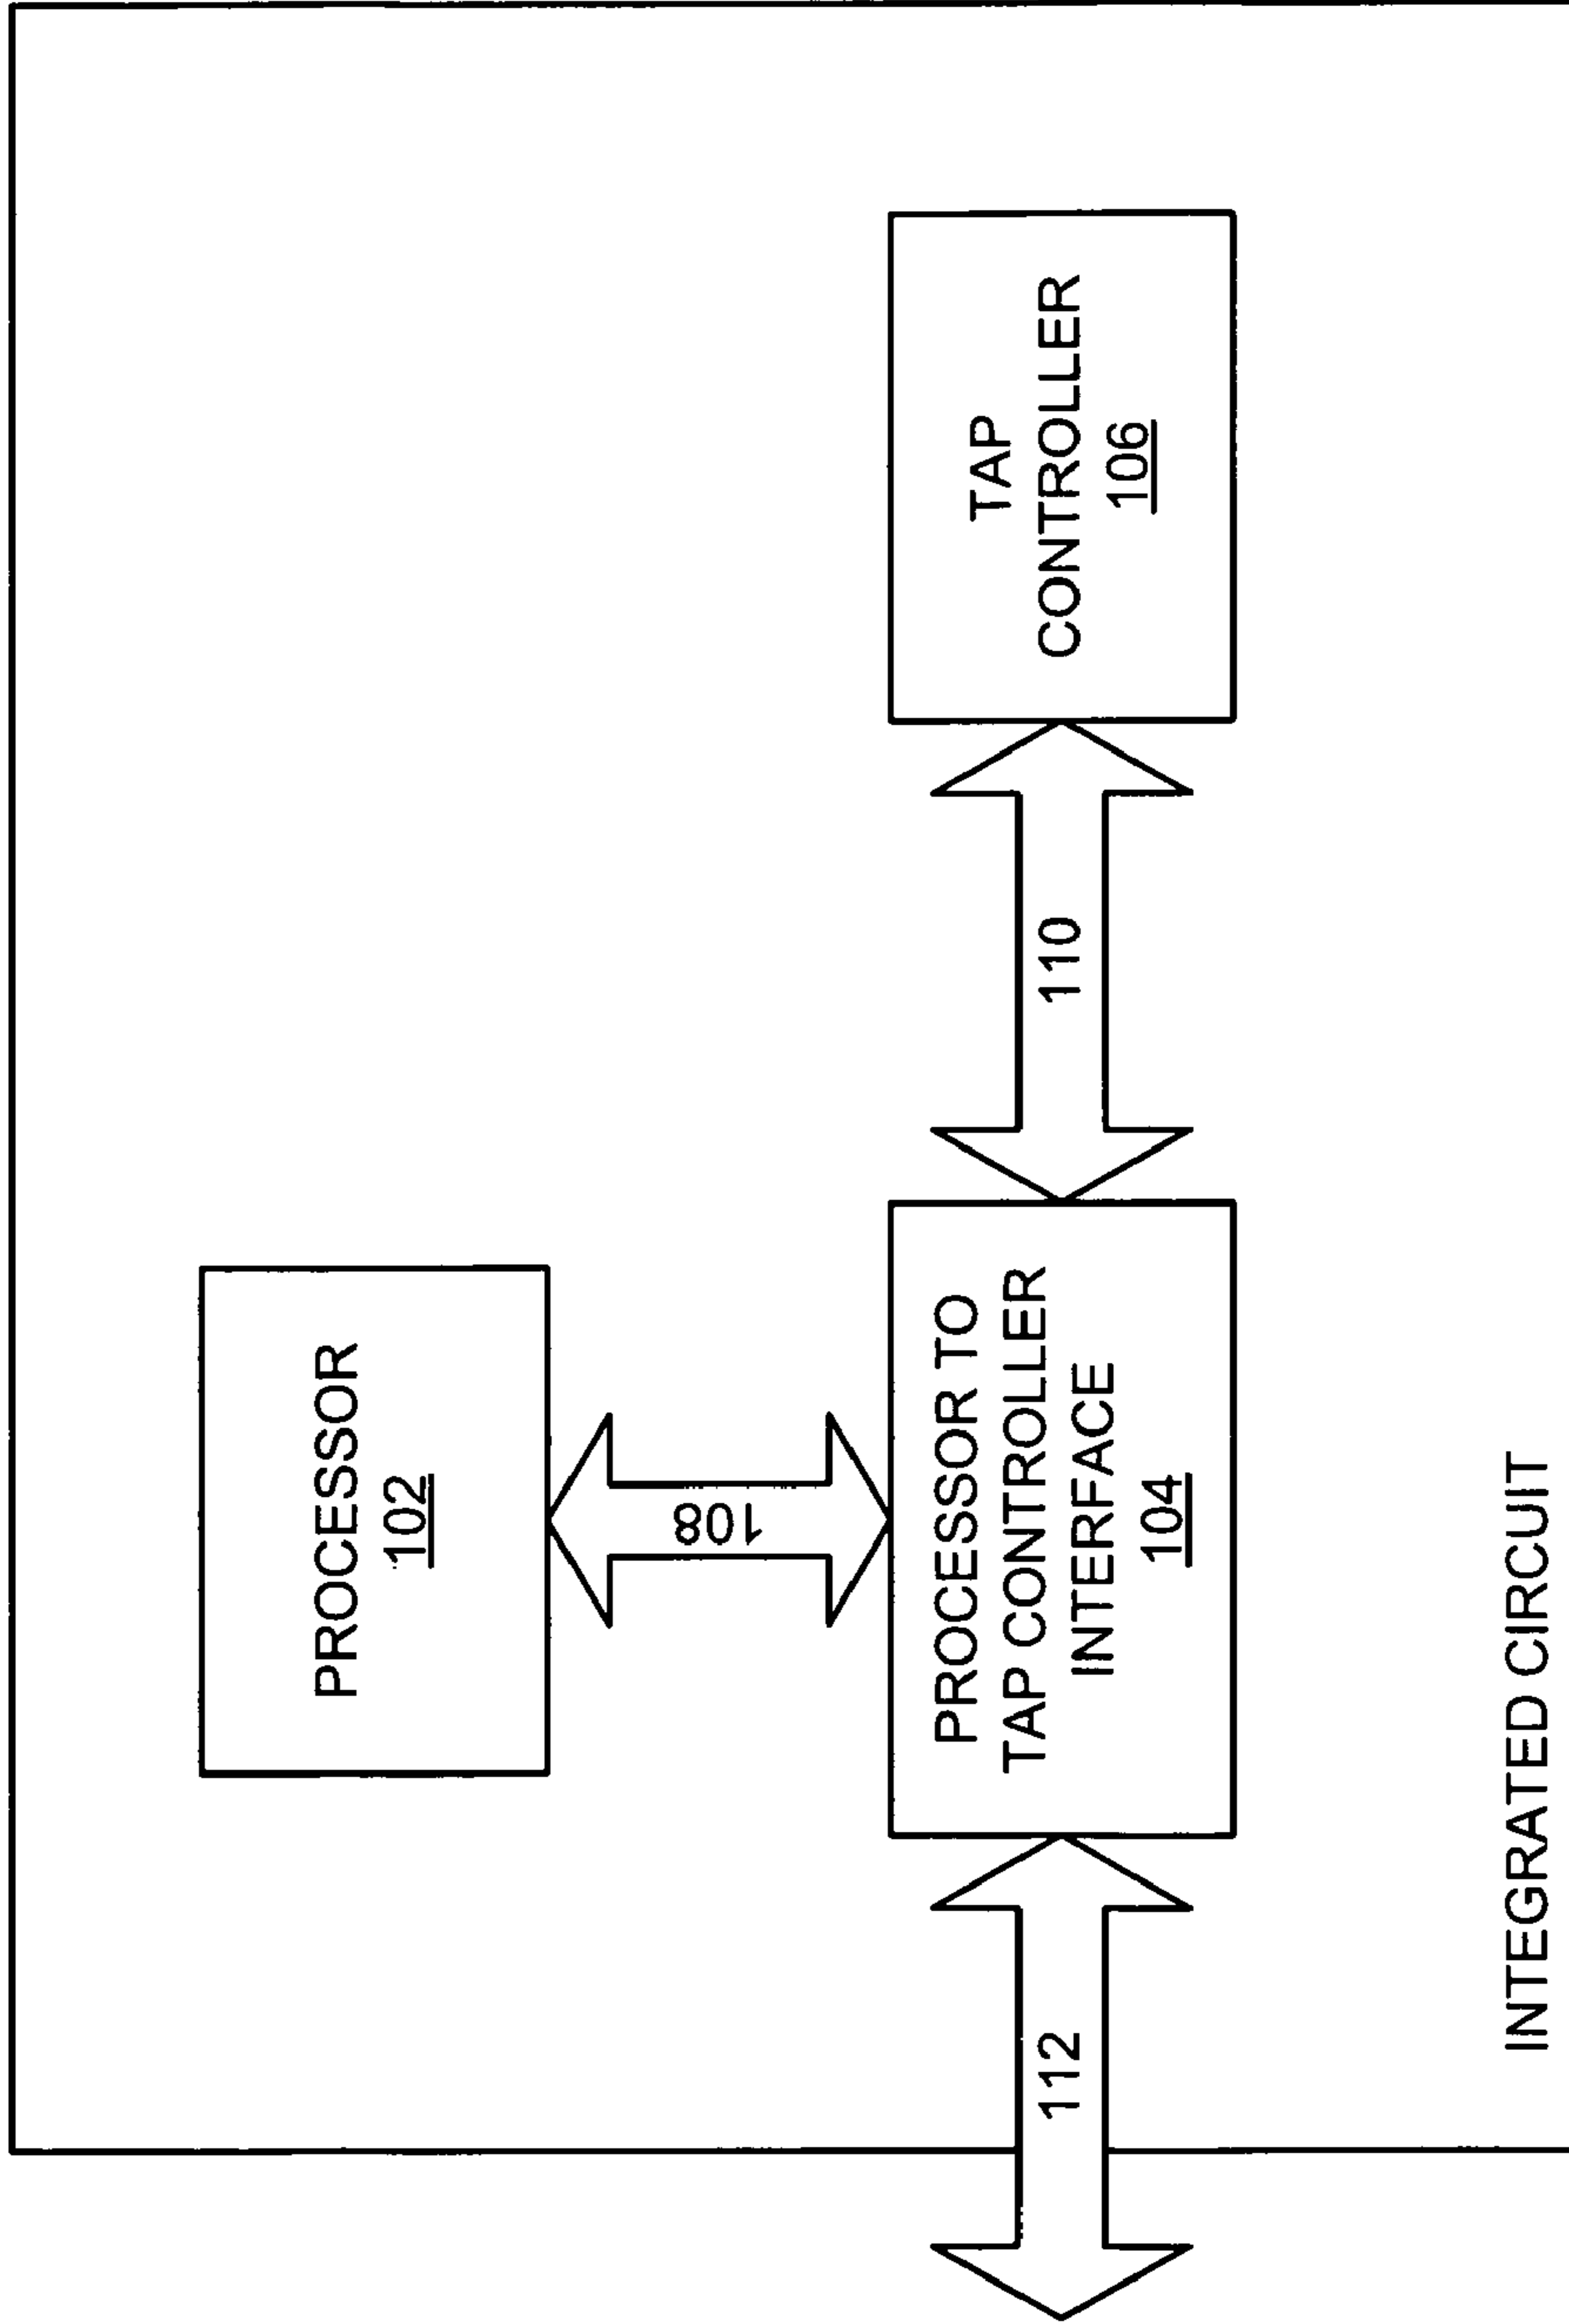 PROCESSOR
102
108
PROCESSOR TO
TAP CONTROLLER
INTERFACE
104
110
TAP
CONTROLLER
106
112
INTEGRATED CIRCUIT